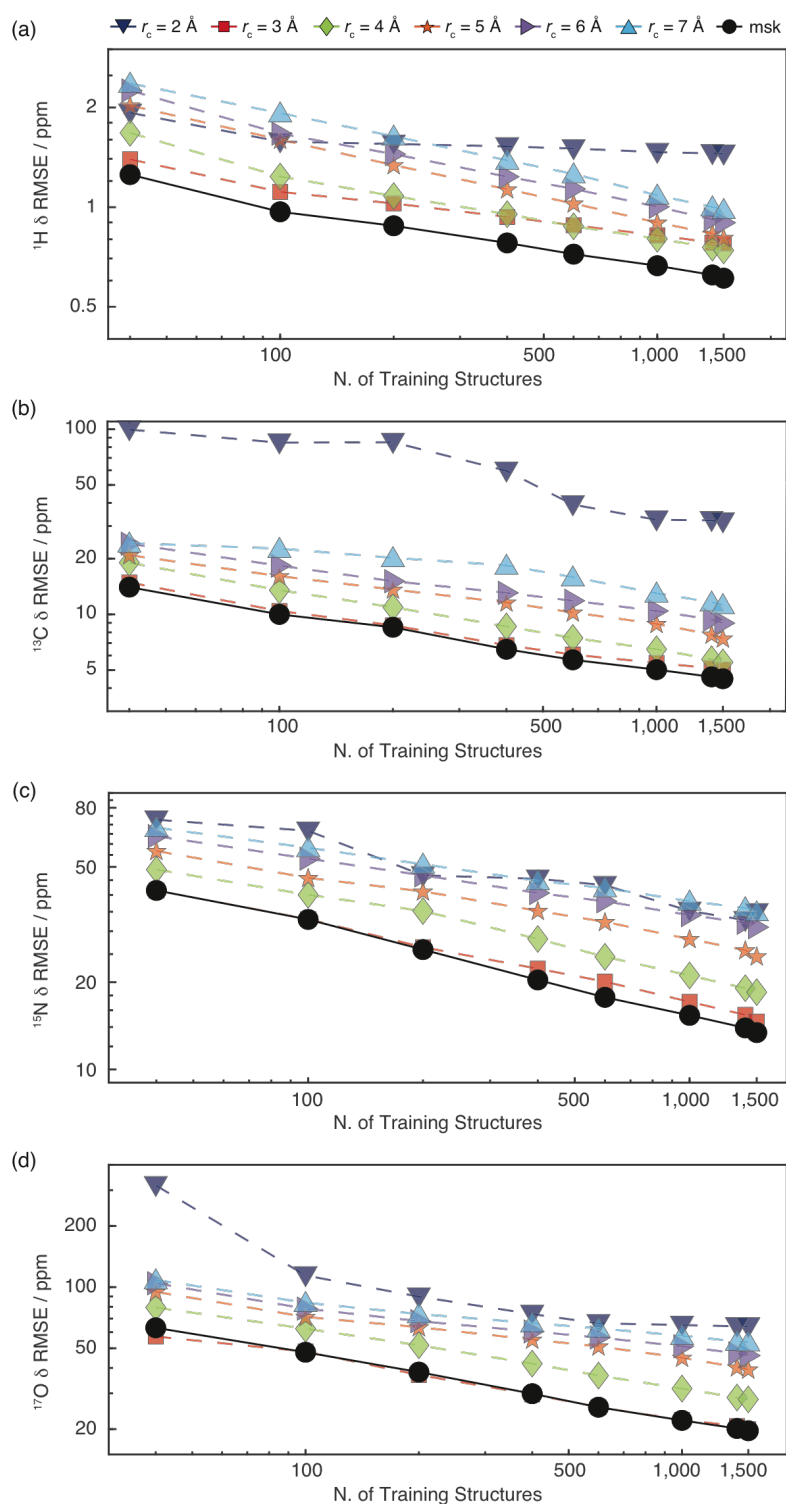 (a) r_c = 2 Å r_c = 3 Å r_c = 4 Å r_c = 5 Å r_c = 6 Å r_c = 7 Å msk
2
1
0.5
¹H δ RMSE / ppm
100 500 1,000 1,500
N. of Training Structures
(b)
100
50
20
10
5
¹³C δ RMSE / ppm
100 500 1,000 1,500
N. of Training Structures
(c)
80
50
20
10
¹⁵N δ RMSE / ppm
100 500 1,000 1,500
N. of Training Structures
(d)
200
100
50
20
¹⁷O δ RMSE / ppm
100 500 1,000 1,500
N. of Training Structures